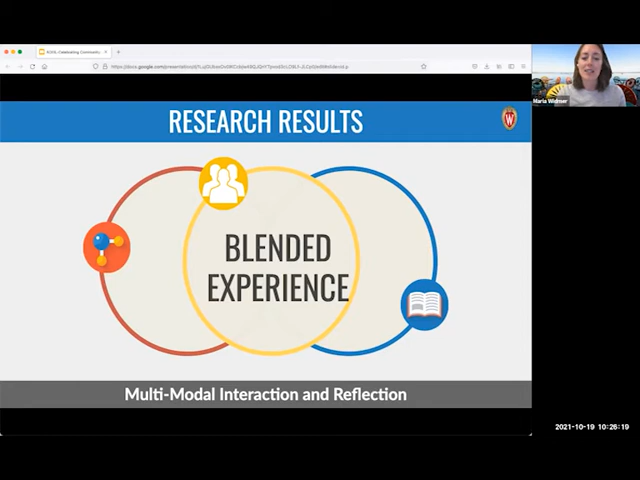 RESEARCH RESULTS
W
BLENDED
EXPERIENCE
Multi-Modal Interaction and Reflection
Maria Widmer
2021-10-19 10:26:19